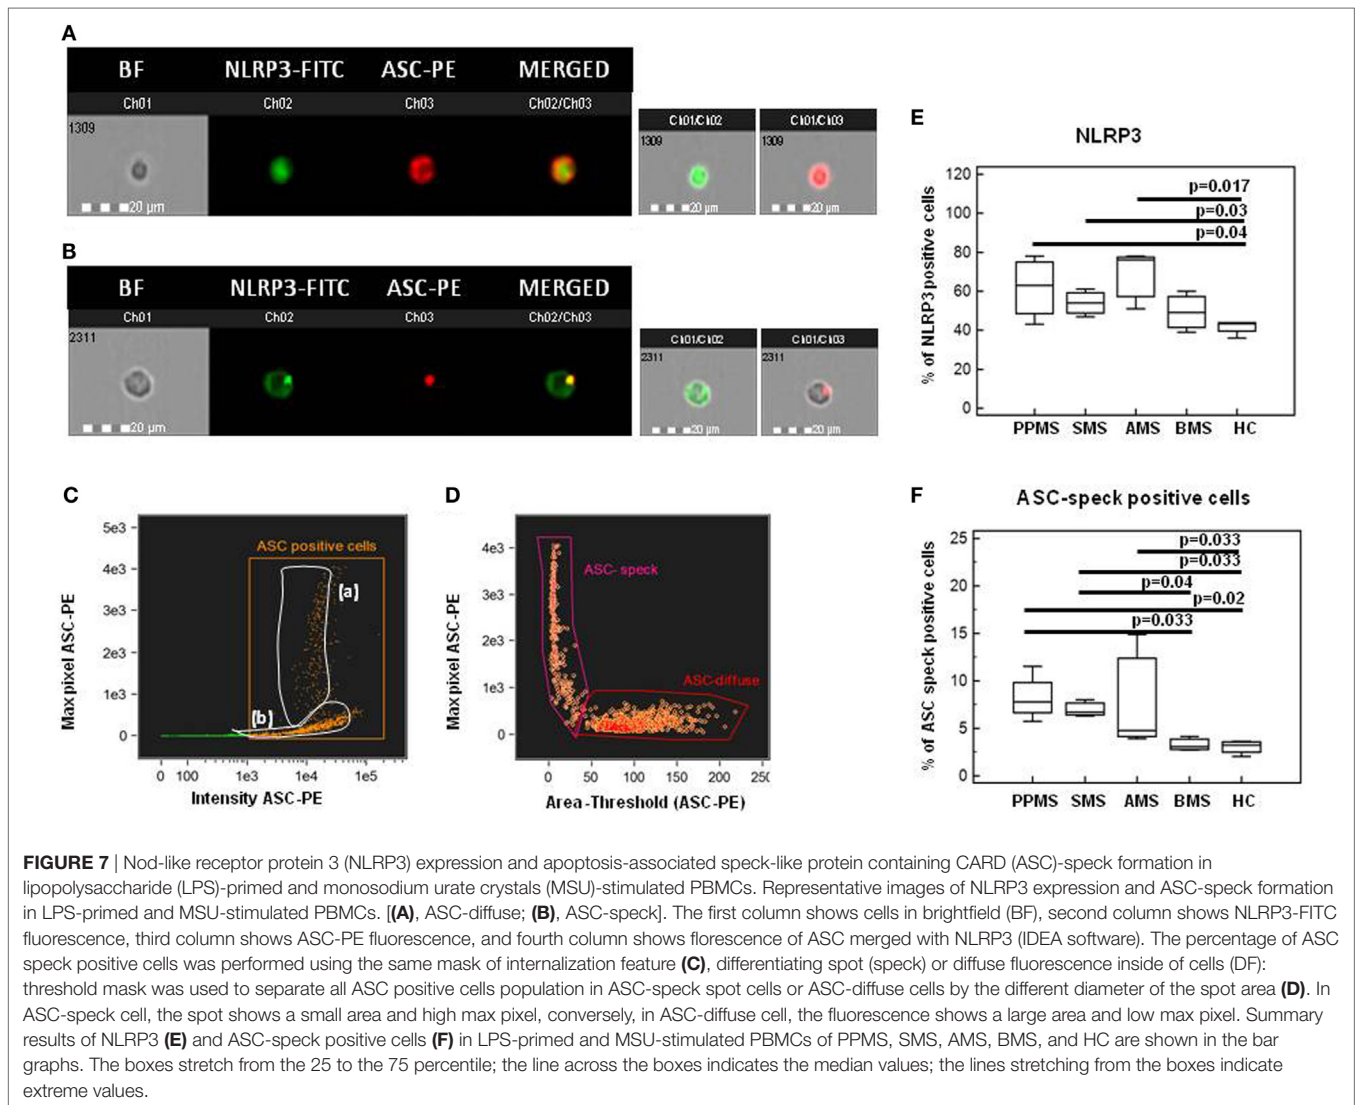 A
BF NLRP3-FITC ASC-PE MERGED
Ch01 Ch02 Ch03 Ch02/Ch03
Ch01/Ch02 Ch01/Ch03
1309 1309 1309
20 µm 20 µm 20 µm
B
BF NLRP3-FITC ASC-PE MERGED
Ch01 Ch02 Ch03 Ch02/Ch03
Ch01/Ch02 Ch01/Ch03
2311 2311 2311
20 µm 20 µm 20 µm
C
Max pixel ASC-PE
5e3
4e3
3e3
2e3
1e3
0
ASC positive cells
(a)
(b)
0 100 1e3 1e4 1e5
Intensity ASC-PE
D
Max pixel ASC-PE
4e3
3e3
2e3
1e3
0
ASC- speck
ASC-diffuse
0 50 100 150 200 250
Area-Threshold (ASC-PE)
E
NLRP3
% of NLRP3 positive cells
120
100
80
60
40
20
0
p=0.017
p=0.03
p=0.04
PPMS SMS AMS BMS HC
F
ASC-speck positive cells
% of ASC speck positive cells
25
20
15
10
5
0
p=0.033
p=0.033
p=0.04
p=0.02
p=0.033
PPMS SMS AMS BMS HC
FIGURE 7 | Nod-like receptor protein 3 (NLRP3) expression and apoptosis-associated speck-like protein containing CARD (ASC)-speck formation in
lipopolysaccharide (LPS)-primed and monosodium urate crystals (MSU)-stimulated PBMCs. Representative images of NLRP3 expression and ASC-speck formation
in LPS-primed and MSU-stimulated PBMCs. [(A), ASC-diffuse; (B), ASC-speck]. The first column shows cells in brightfield (BF), second column shows NLRP3-FITC
fluorescence, third column shows ASC-PE fluorescence, and fourth column shows florescence of ASC merged with NLRP3 (IDEA software). The percentage of ASC
speck positive cells was performed using the same mask of internalization feature (C), differentiating spot (speck) or diffuse fluorescence inside of cells (DF):
threshold mask was used to separate all ASC positive cells population in ASC-speck spot cells or ASC-diffuse cells by the different diameter of the spot area (D). In
ASC-speck cell, the spot shows a small area and high max pixel, conversely, in ASC-diffuse cell, the fluorescence shows a large area and low max pixel. Summary
results of NLRP3 (E) and ASC-speck positive cells (F) in LPS-primed and MSU-stimulated PBMCs of PPMS, SMS, AMS, BMS, and HC are shown in the bar
graphs. The boxes stretch from the 25 to the 75 percentile; the line across the boxes indicates the median values; the lines stretching from the boxes indicate
extreme values.